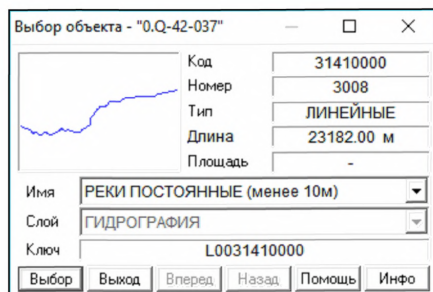 Выбор объекта - "0.Q-42-037"
Код 31410000
Номер 3008
Тип ЛИНЕЙНЫЕ
Длина 23182.00 м
Площадь -
Имя РЕКИ ПОСТОЯННЫЕ (менее 10м)
Слой ГИДРОГРАФИЯ
Ключ L0031410000
Выбор Выход Вперед Назад Помощь Инфо